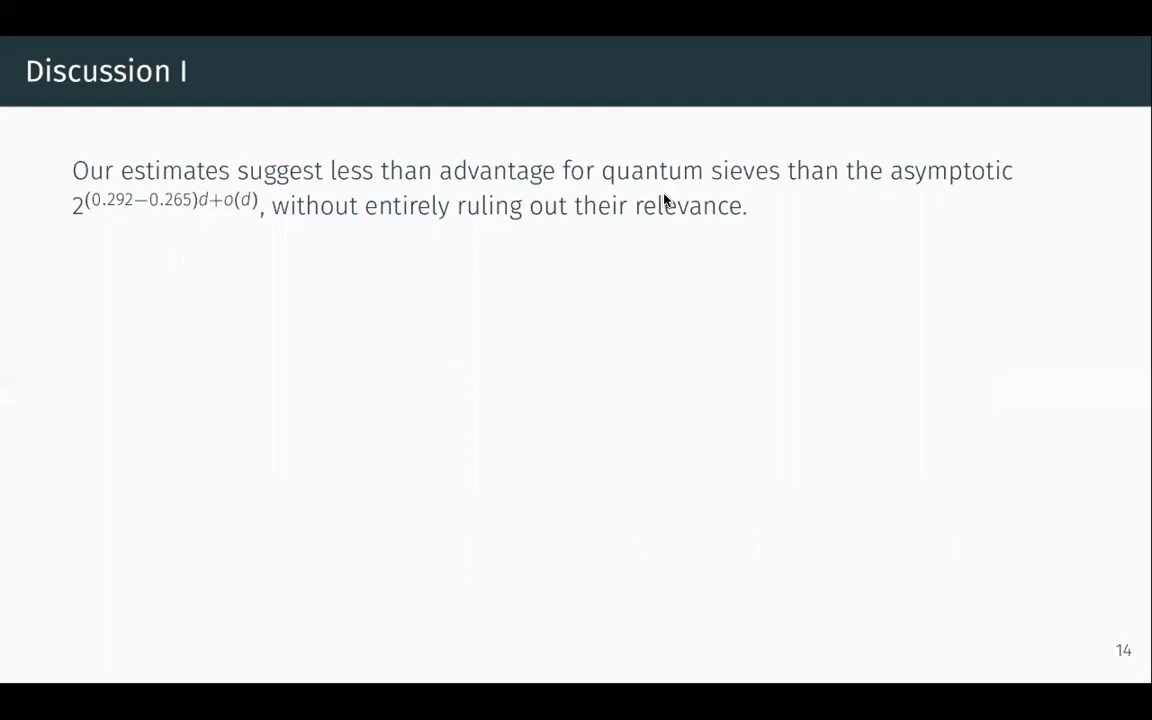 Discussion I
Our estimates suggest less than advantage for quantum sieves than the asymptotic
2^(0.292−0.265)d+o(d), without entirely ruling out their relevance.
14